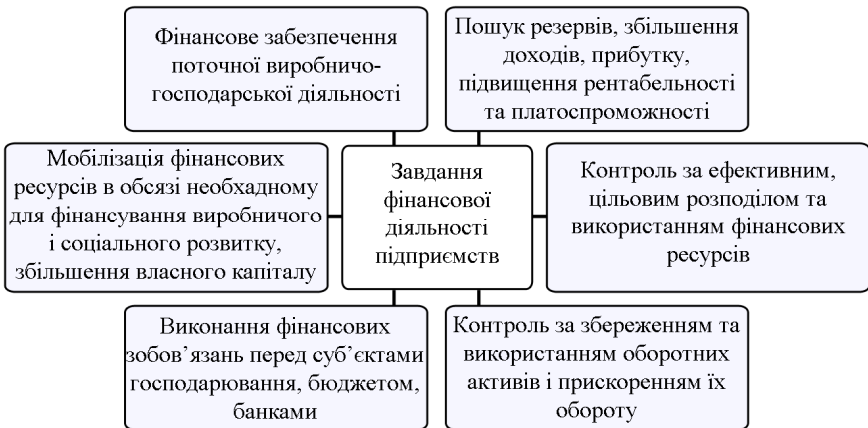 Фінансове забезпечення
поточної виробничо-
господарської діяльності
Пошук резервів, збільшення
доходів, прибутку,
підвищення рентабельності
та платоспроможності
Мобілізація фінансових
ресурсів в обсязі необхадному
для фінансування виробничого
і соціального розвитку,
збільшення власного капіталу
Завдання
фінансової
діяльності
підприємств
Контроль за ефективним,
цільовим розподілом та
використанням фінансових
ресурсів
Виконання фінансових
зобов’язань перед суб’єктами
господарювання, бюджетом,
банками
Контроль за збереженням та
використанням оборотних
активів і прискоренням їх
обороту